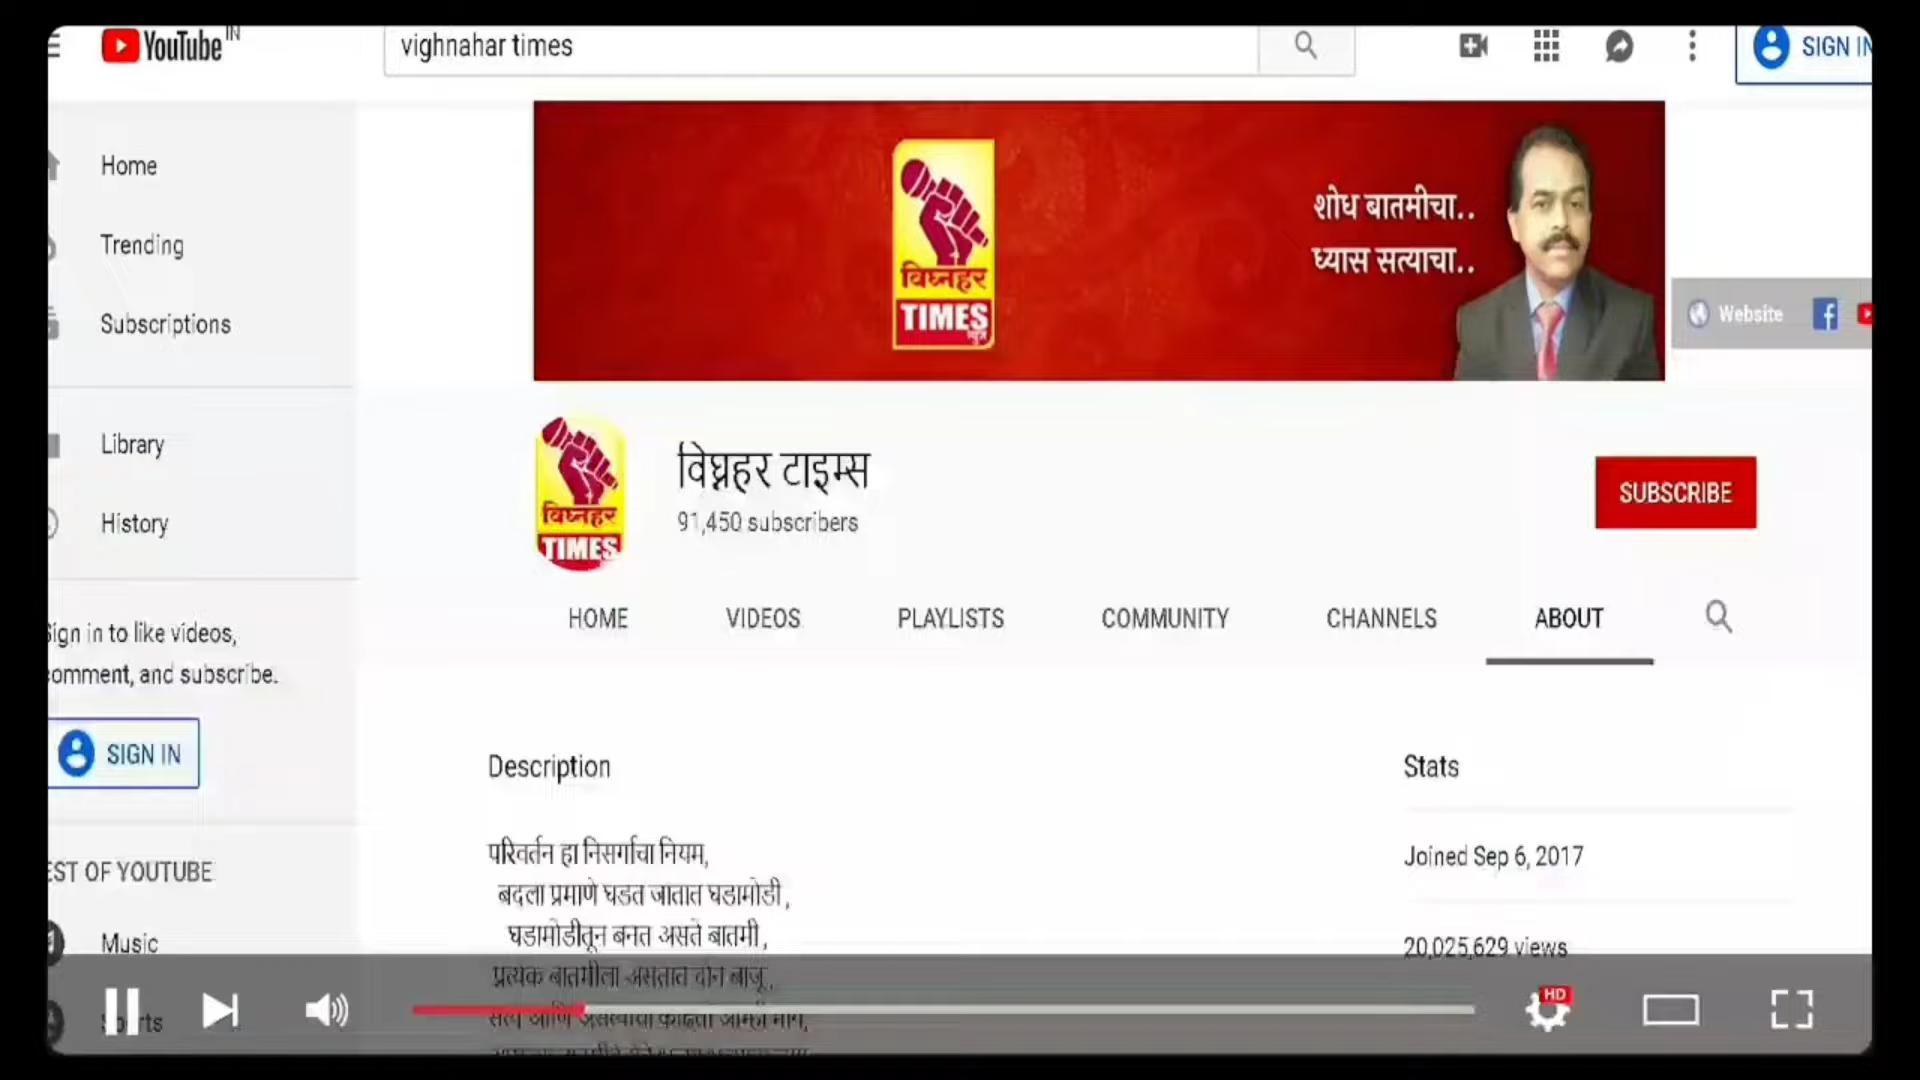 YouTube IN
vighnahar times
SIGN IN
Home
Trending
Subscriptions
Library
History
Sign in to like videos,
comment, and subscribe.
SIGN IN
BEST OF YOUTUBE
Music
Sports
विघ्नहर
TIMES
न्यूज
शोध बातमीचा..
ध्यास सत्याचा..
Website
विघ्नहर
TIMES
विघ्नहर टाइम्स
91,450 subscribers
SUBSCRIBE
HOME VIDEOS PLAYLISTS COMMUNITY CHANNELS ABOUT
Description
परिवर्तन हा निसर्गाचा नियम,
बदला प्रमाणे घडत जातात घडामोडी,
घडामोडीतून बनत असते बातमी,
प्रत्येक बातमीला असतात दोन बाजू,
Stats
Joined Sep 6, 2017
20,025,629 views
HD